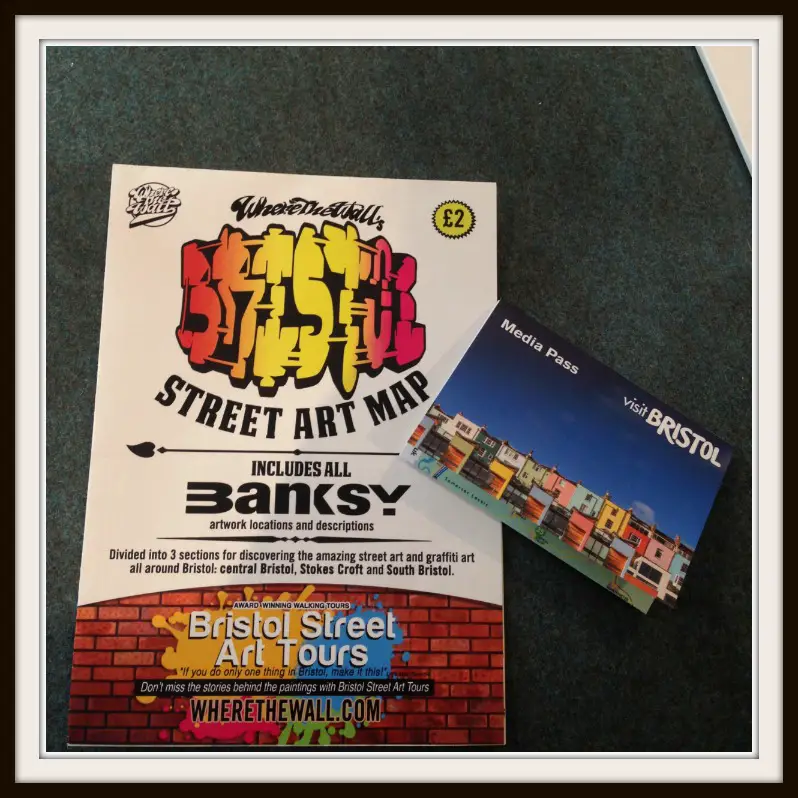 Where the Wall
WhereTheWall's
£2
BRISTOL
STREET ART MAP
INCLUDES ALL
BANKSY
artwork locations and descriptions
Divided into 3 sections for discovering the amazing street art and graffiti art
all around Bristol: central Bristol, Stokes Croft and South Bristol.
AWARD-WINNING WALKING TOURS
Bristol Street
Art Tours
"If you do only one thing in Bristol, make it this!"
Don't miss the stories behind the paintings with Bristol Street Art Tours
WHERETHEWALL.COM
Media Pass
visit BRISTOL